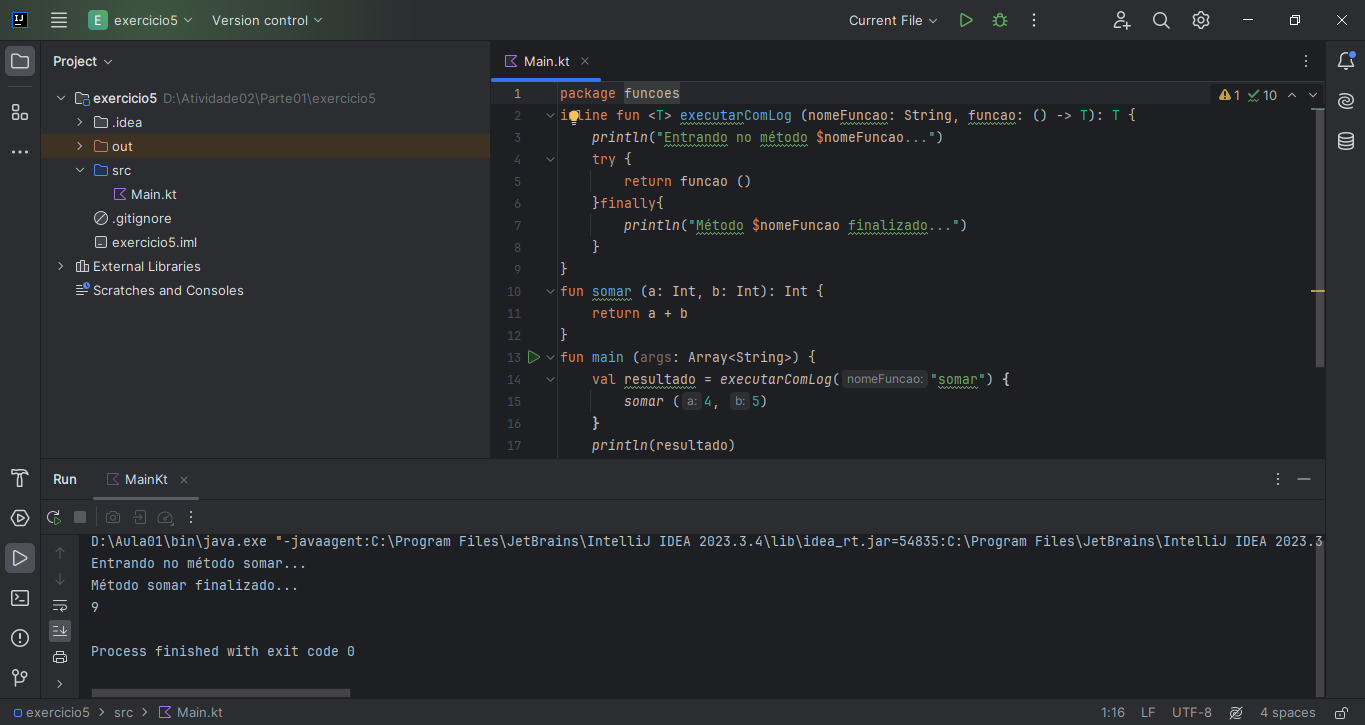 E exercicio5 Version control Current File
Project
exercicio5 D:\Atividade02\Parte01\exercicio5
.idea
out
src
Main.kt
.gitignore
exercicio5.iml
External Libraries
Scratches and Consoles
Main.kt
1 10
1 package funcoes
2 inline fun <T> executarComLog (nomeFuncao: String, funcao: () -> T): T {
3 println("Entrando no método $nomeFuncao...")
4 try {
5 return funcao ()
6 }finally{
7 println("Método $nomeFuncao finalizado...")
8 }
9 }
10 fun somar (a: Int, b: Int): Int {
11 return a + b
12 }
13 fun main (args: Array<String>) {
14 val resultado = executarComLog( nomeFuncao: "somar") {
15 somar ( a: 4, b: 5)
16 }
17 println(resultado)
Run MainKt
D:\Aula01\bin\java.exe "-javaagent:C:\Program Files\JetBrains\IntelliJ IDEA 2023.3.4\lib\idea_rt.jar=54835:C:\Program Files\JetBrains\IntelliJ IDEA 2023.3
Entrando no método somar...
Método somar finalizado...
9
Process finished with exit code 0
exercicio5 > src > Main.kt 1:16 LF UTF-8 4 spaces